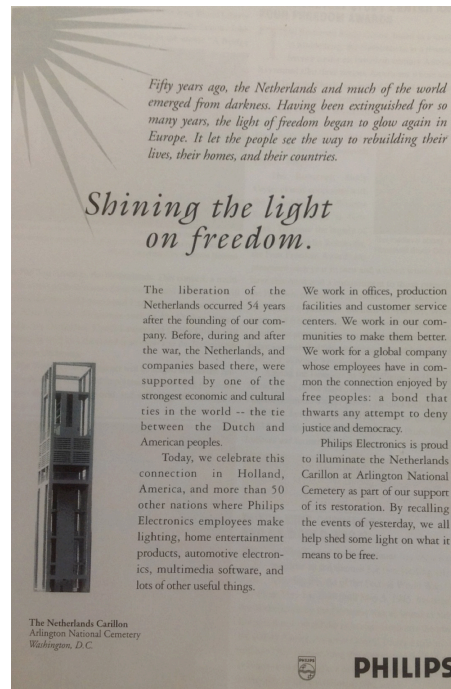 Fifty years ago, the Netherlands and much of the world
emerged from darkness. Having been extinguished for so
many years, the light of freedom began to glow again in
Europe. It let the people see the way to rebuilding their
lives, their homes, and their countries.
Shining the light
on freedom.
The liberation of the
Netherlands occurred 54 years
after the founding of our com-
pany. Before, during and after
the war, the Netherlands, and
companies based there, were
supported by one of the
strongest economic and cultural
ties in the world -- the tie
between the Dutch and
American peoples.
Today, we celebrate this
connection in Holland,
America, and more than 50
other nations where Philips
Electronics employees make
lighting, home entertainment
products, automotive electron-
ics, multimedia software, and
lots of other useful things.
We work in offices, production
facilities and customer service
centers. We work in our com-
munities to make them better.
We work for a global company
whose employees have in com-
mon the connection enjoyed by
free peoples: a bond that
thwarts any attempt to deny
justice and democracy.
Philips Electronics is proud
to illuminate the Netherlands
Carillon at Arlington National
Cemetery as part of our support
of its restoration. By recalling
the events of yesterday, we all
help shed some light on what it
means to be free.
The Netherlands Carillon
Arlington National Cemetery
Washington, D.C.
PHILIPS
PHILIPS